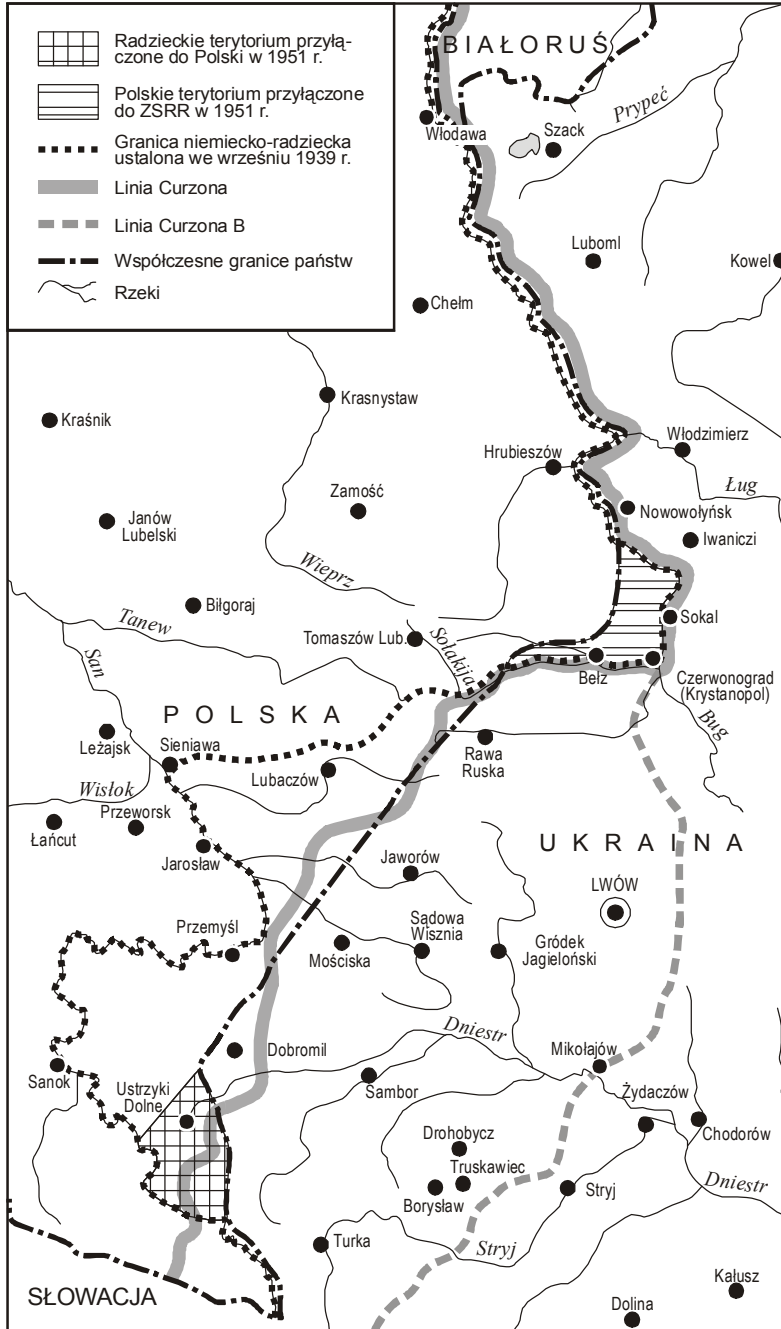 Radzieckie terytorium przyłą-
czone do Polski w 1951 r.
Polskie terytorium przyłączone
do ZSRR w 1951 r.
Granica niemiecko-radziecka
ustalona we wrześniu 1939 r.
Linia Curzona
Linia Curzona B
Współczesne granice państw
Rzeki
BIAŁORUŚ
Prypeć
Włodawa
Szack
Luboml
Kowel
Chełm
Krasnystaw
Kraśnik
Włodzimierz
Hrubieszów
Ług
Zamość
Nowowołyńsk
Janów
Lubelski
Iwaniczi
Wieprz
Biłgoraj
Tanew
Sokal
Tomaszów Lub.
Sołakija
San
Bełz
Czerwonograd
(Krystanopol)
POLSKA
Bug
Leżajsk
Sieniawa
Rawa
Ruska
Lubaczów
Wisłok
Przeworsk
Łańcut
UKRAINA
Jarosław
Jaworów
LWÓW
Przemyśl
Sądowa
Wisznia
Mościska
Gródek
Jagieloński
Dniestr
Dobromil
Mikołajów
Sanok
Ustrzyki
Dolne
Sambor
Żydaczów
Drohobycz
Chodorów
Truskawiec
Borysław
Stryj
Dniestr
Turka
Stryj
SŁOWACJA
Kałusz
Dolina